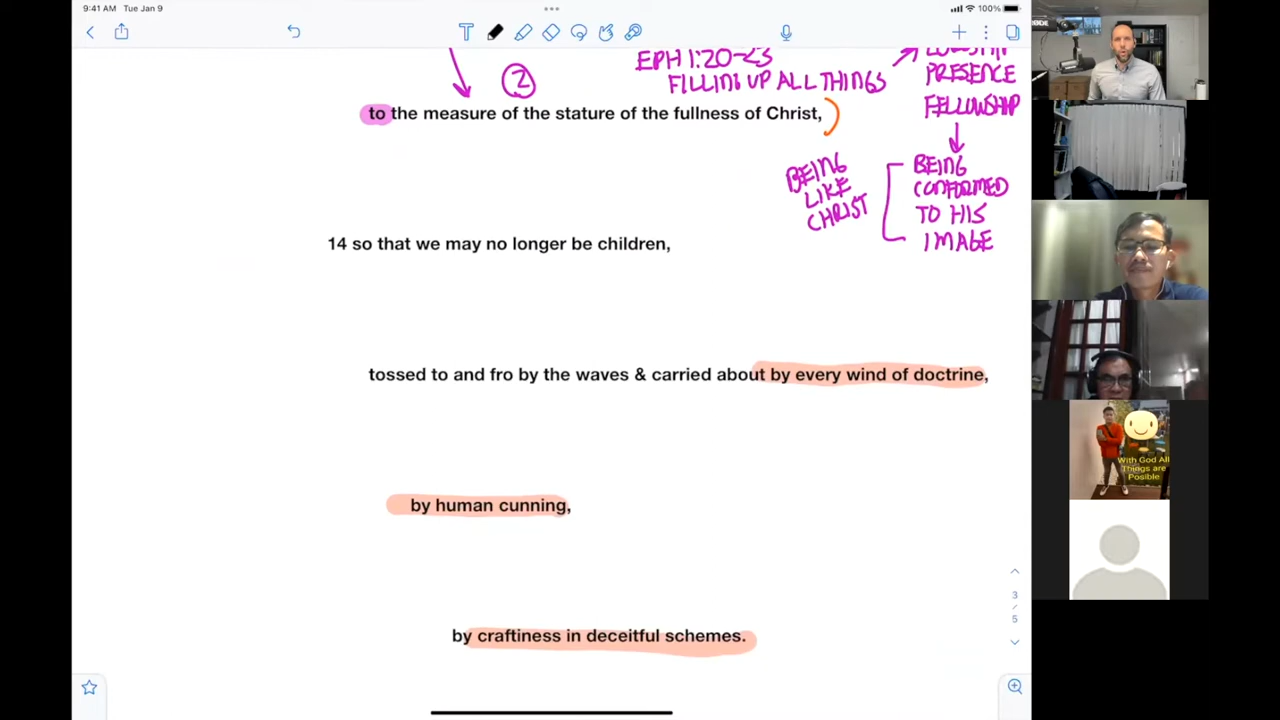 9:41 AM Tue Jan 9
100%
EPH 1:20-23
FILLING UP ALL THINGS
2
PRESENCE
FELLOWSHIP
to the measure of the stature of the fullness of Christ,
BEING
LIKE
CHRIST
BEING
CONFORMED
TO HIS
IMAGE
14 so that we may no longer be children,
tossed to and fro by the waves & carried about by every wind of doctrine,
by human cunning,
by craftiness in deceitful schemes.
3
/
5
With God All
Things are
Posible